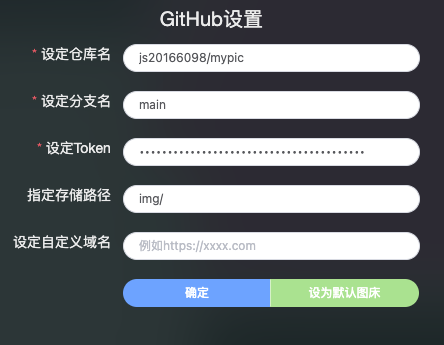 GitHub设置
* 设定仓库名 js20166098/mypic
* 设定分支名 main
* 设定Token ••••••••••••••••••••••••••••••••••••••••
指定存储路径 img/
设定自定义域名 例如https://xxxx.com
确定 设为默认图床